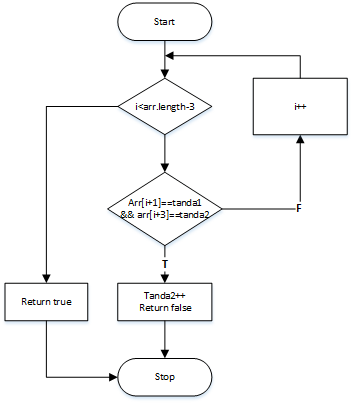 Start
i<arr.length-3
i++
Arr[i+1]==tanda1
&& arr[i+3]==tanda2
F
T
Return true
Tanda2++
Return false
Stop